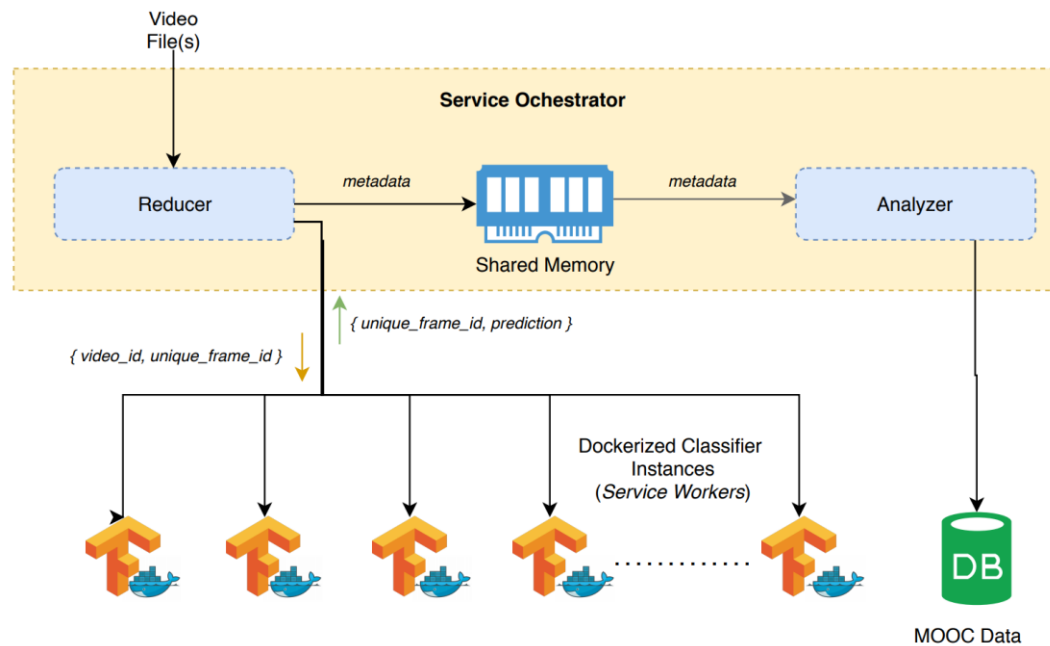 Video
File(s)
Service Ochestrator
Reducer
metadata
Shared Memory
metadata
Analyzer
{ unique_frame_id, prediction }
{ video_id, unique_frame_id }
Dockerized Classifier
Instances
(Service Workers)
DB
MOOC Data